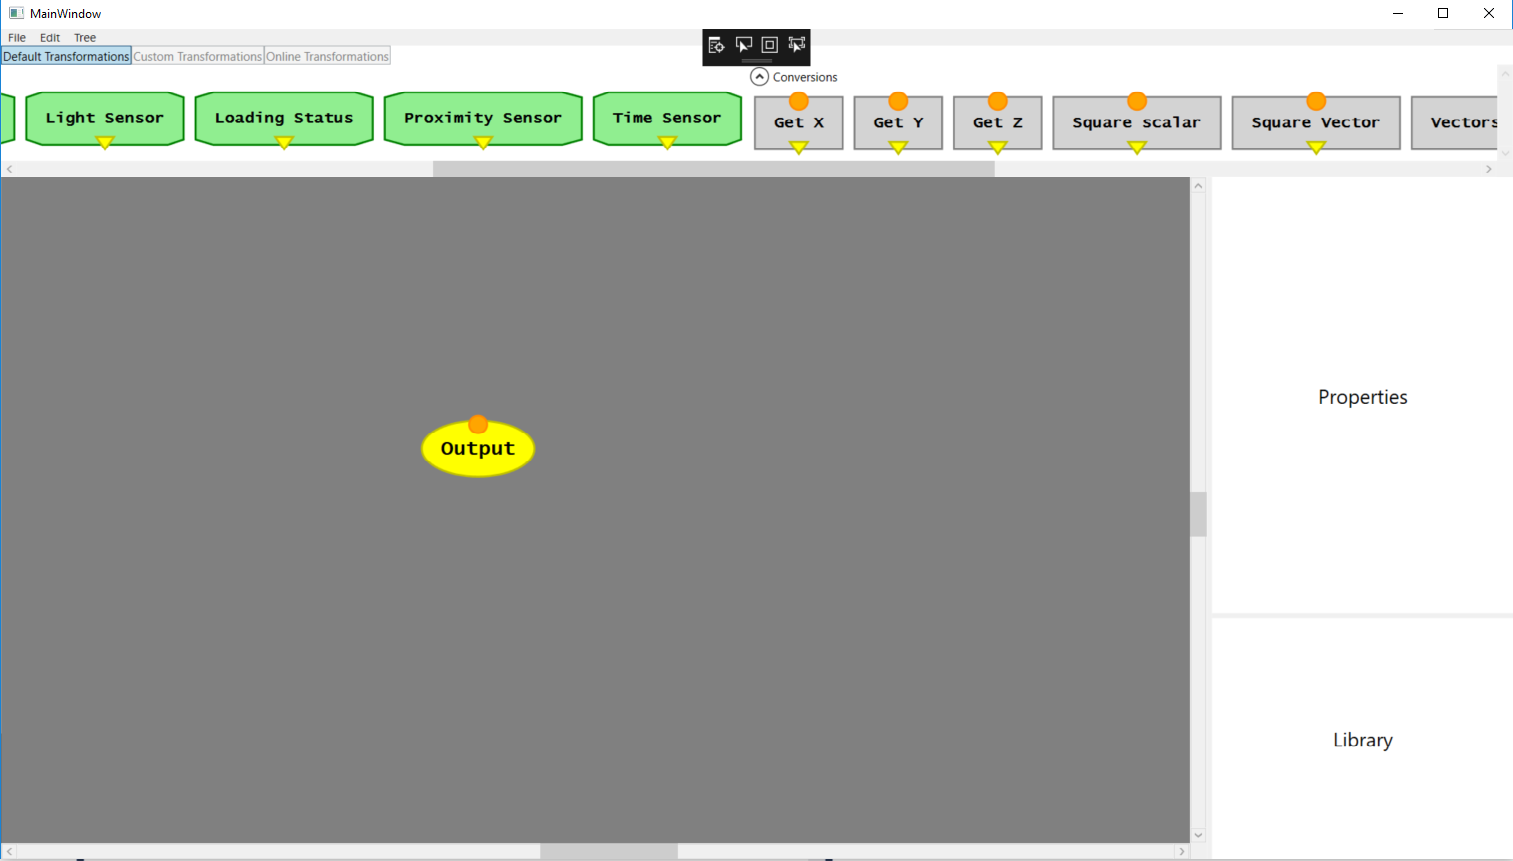 MainWindow
File Edit Tree
Default Transformations Custom Transformations Online Transformations
Conversions
Light Sensor Loading Status Proximity Sensor Time Sensor Get X Get Y Get Z Square scalar Square Vector Vectors
Output
Properties
Library